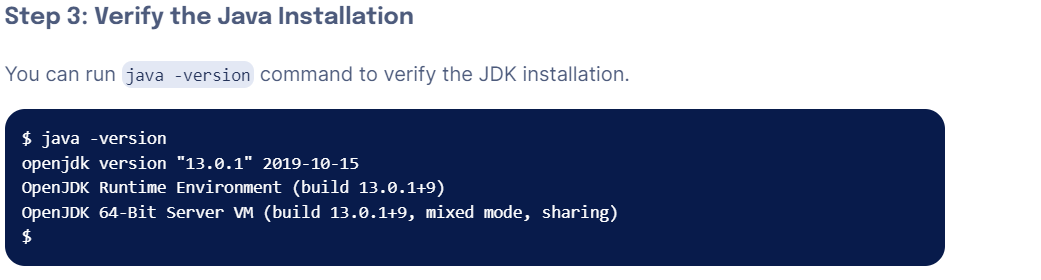 Step 3: Verify the Java Installation
You can run java -version command to verify the JDK installation.
$ java -version
openjdk version "13.0.1" 2019-10-15
OpenJDK Runtime Environment (build 13.0.1+9)
OpenJDK 64-Bit Server VM (build 13.0.1+9, mixed mode, sharing)
$